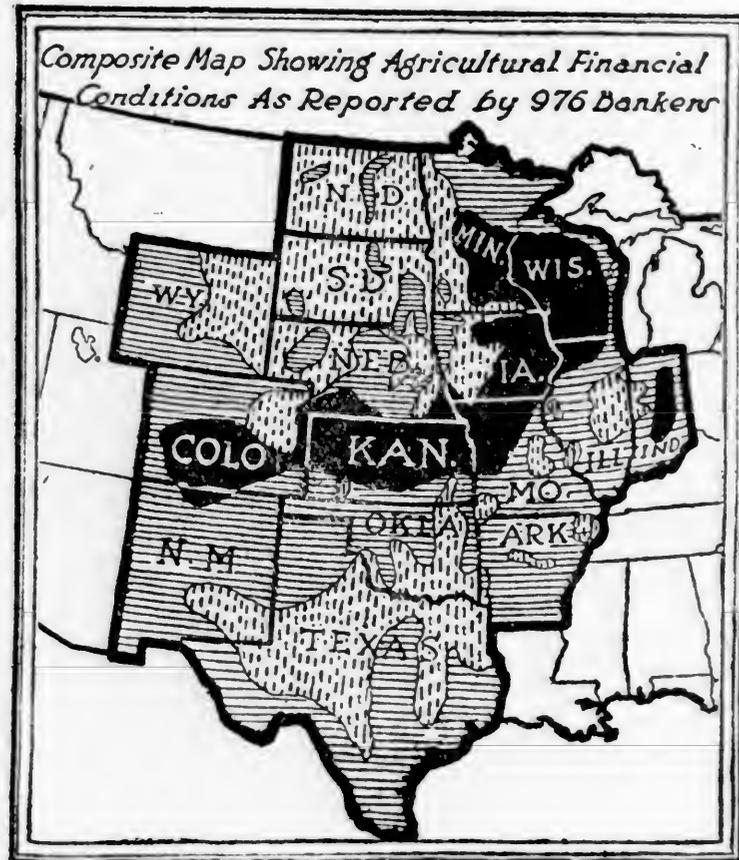 Composite Map Showing Agricultural Financial
Conditions As Reported by 976 Bankers
N D
MIN.
WIS.
S D
WY.
NEB.
IA.
COLO
KAN.
ILL
IND
MO.
OKLA
ARK
N. M
TEXAS